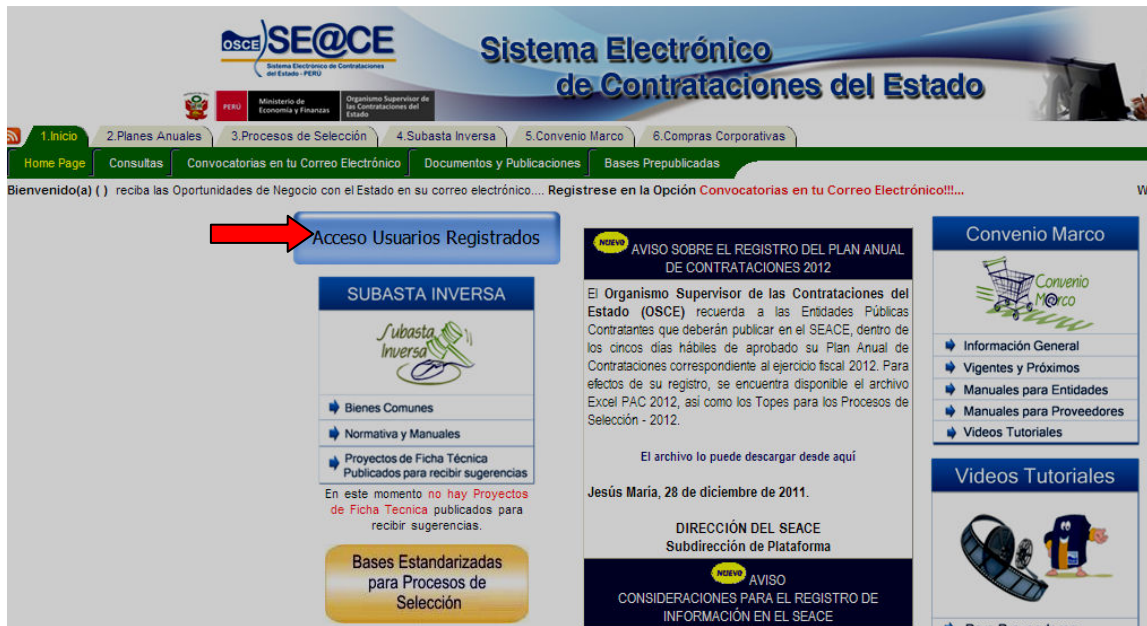 OSCE SE@CE
Sistema Electrónico de Contrataciones
del Estado - PERÚ
Sistema Electrónico
de Contrataciones del Estado
PERÚ
Ministerio de
Economía y Finanzas
Organismo Supervisor de
las Contrataciones del
Estado
1.Inicio
2.Planes Anuales
3.Procesos de Selección
4.Subasta Inversa
5.Convenio Marco
6.Compras Corporativas
Home Page
Consultas
Convocatorias en tu Correo Electrónico
Documentos y Publicaciones
Bases Prepublicadas
Bienvenido(a) ( ) reciba las Oportunidades de Negocio con el Estado en su correo electrónico.... Registrese en la Opción Convocatorias en tu Correo Electrónico!!!...
W
Acceso Usuarios Registrados
SUBASTA INVERSA
Subasta
Inversa
Bienes Comunes
Normativa y Manuales
Proyectos de Ficha Técnica
Publicados para recibir sugerencias
En este momento no hay Proyectos
de Ficha Tecnica publicados para
recibir sugerencias.
Bases Estandarizadas
para Procesos de
Selección
NUEVO AVISO SOBRE EL REGISTRO DEL PLAN ANUAL
DE CONTRATACIONES 2012
El Organismo Supervisor de las Contrataciones del
Estado (OSCE) recuerda a las Entidades Públicas
Contratantes que deberán publicar en el SEACE, dentro de
los cinco días hábiles de aprobado su Plan Anual de
Contrataciones correspondiente al ejercicio fiscal 2012. Para
efectos de su registro, se encuentra disponible el archivo
Excel PAC 2012, así como los Topes para los Procesos de
Selección - 2012.
El archivo lo puede descargar desde aquí
Jesús María, 28 de diciembre de 2011.
DIRECCIÓN DEL SEACE
Subdirección de Plataforma
NUEVO AVISO
CONSIDERACIONES PARA EL REGISTRO DE
INFORMACIÓN EN EL SEACE
Convenio Marco
Convenio
M@rco
Información General
Vigentes y Próximos
Manuales para Entidades
Manuales para Proveedores
Videos Tutoriales
Videos Tutoriales